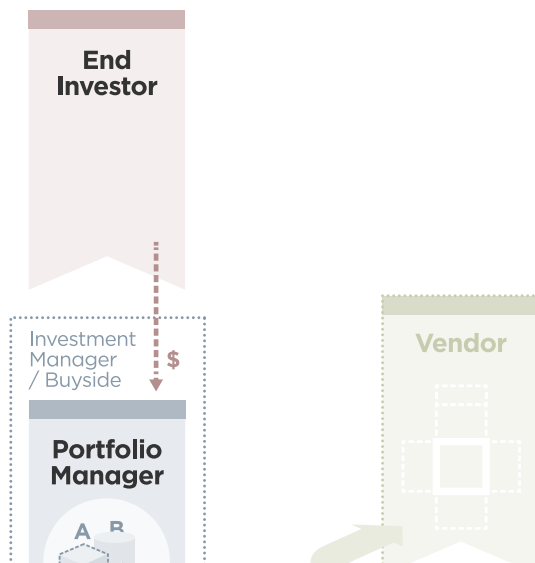 End
Investor
Investment
Manager
/ Buyside
$
Vendor
Portfolio
Manager
A
B